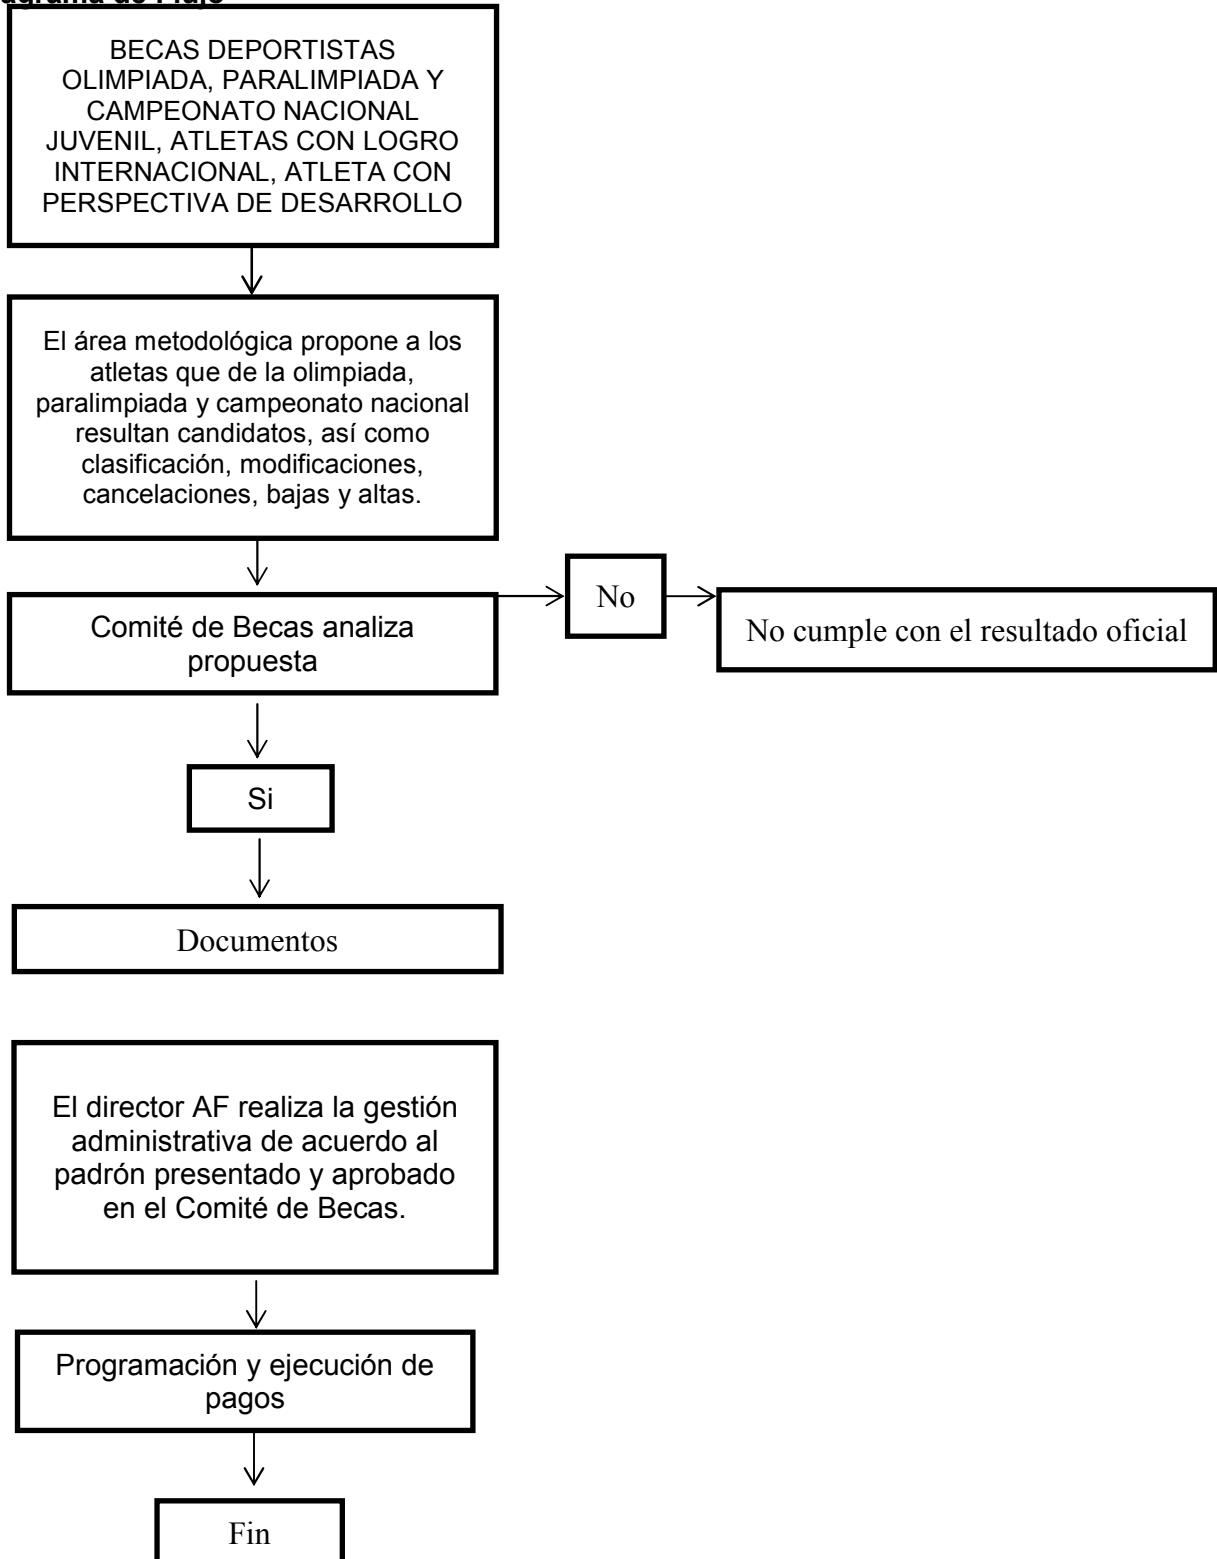 agrama de Flujo
BECAS DEPORTISTAS
OLIMPIADA, PARALIMPIADA Y
CAMPEONATO NACIONAL
JUVENIL, ATLETAS CON LOGRO
INTERNACIONAL, ATLETA CON
PERSPECTIVA DE DESARROLLO
El área metodológica propone a los
atletas que de la olimpiada,
paralimpiada y campeonato nacional
resultan candidatos, así como
clasificación, modificaciones,
cancelaciones, bajas y altas.
Comité de Becas analiza
propuesta
No
No cumple con el resultado oficial
Si
Documentos
El director AF realiza la gestión
administrativa de acuerdo al
padrón presentado y aprobado
en el Comité de Becas.
Programación y ejecución de
pagos
Fin